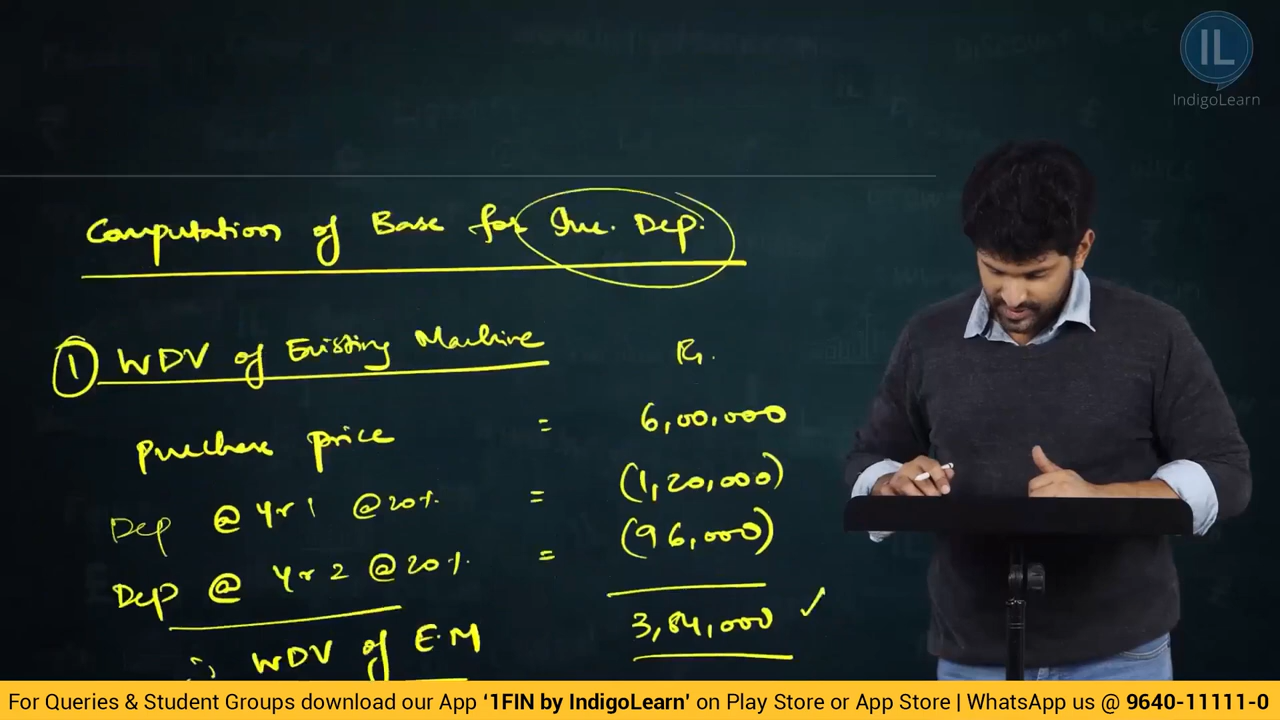 IL
IndigoLearn
Computation of Base for Inc. Dep.
① WDV of Existing Machine Rs.
Purchase price = 6,00,000
Dep @ Yr 1 @ 20% = (1,20,000)
Dep @ Yr 2 @ 20% = (96,000)
∴ WDV of E.M 3,84,000 ✓
For Queries & Student Groups download our App ‘1FIN by IndigoLearn’ on Play Store or App Store | WhatsApp us @ 9640-11111-0